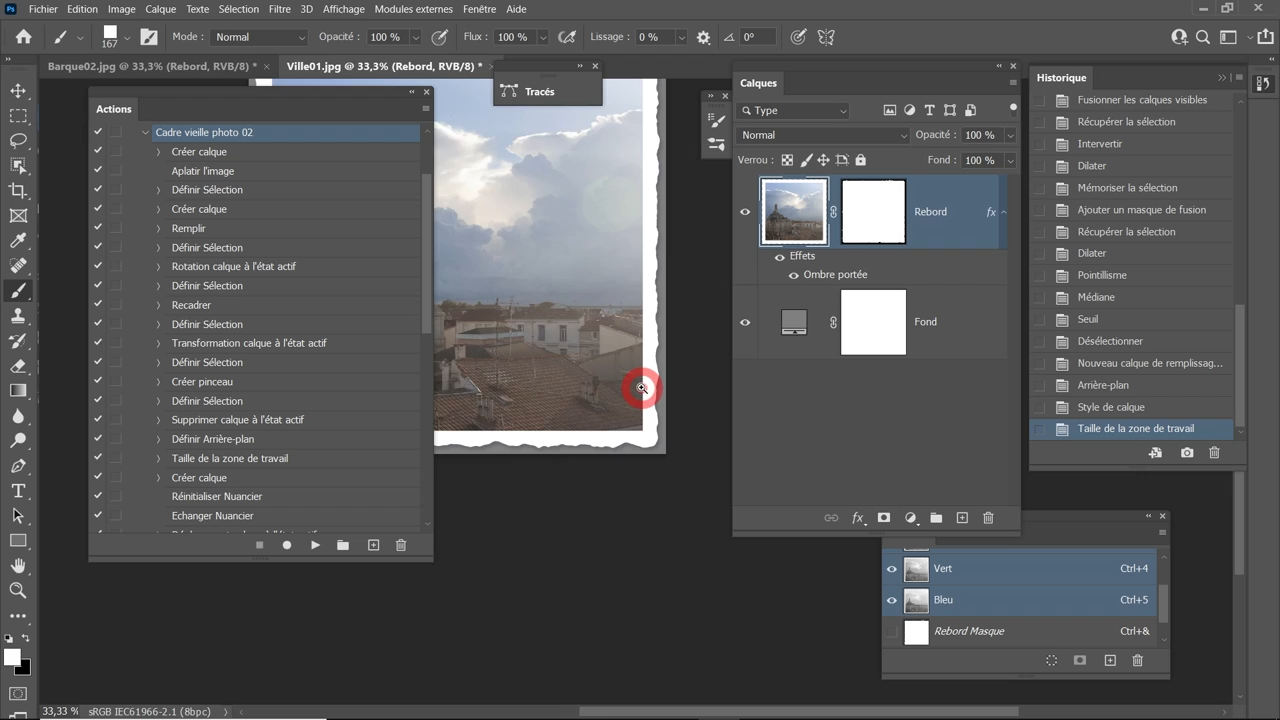 Ps Fichier Edition Image Calque Texte Sélection Filtre 3D Affichage Modules externes Fenêtre Aide
167 Mode : Normal Opacité : 100 % Flux : 100 % Lissage : 0 % 0°
Barque02.jpg @ 33,3% (Rebord, RVB/8) * × Ville01.jpg @ 33,3% (Rebord, RVB/8) *
Actions
Cadre vieille photo 02
Créer calque
Aplatir l'image
Définir Sélection
Créer calque
Remplir
Définir Sélection
Rotation calque à l'état actif
Définir Sélection
Recadrer
Définir Sélection
Transformation calque à l'état actif
Définir Sélection
Créer pinceau
Définir Sélection
Supprimer calque à l'état actif
Définir Arrière-plan
Taille de la zone de travail
Créer calque
Réinitialiser Nuancier
Echanger Nuancier
Tracés
Calques
Type
Normal Opacité : 100 %
Verrou : Fond : 100 %
Rebord fx
Effets
Ombre portée
Fond
fx
Historique
Fusionner les calques visibles
Récupérer la sélection
Intervertir
Dilater
Mémoriser la sélection
Ajouter un masque de fusion
Récupérer la sélection
Dilater
Pointillisme
Médiane
Seuil
Désélectionner
Nouveau calque de remplissag...
Arrière-plan
Style de calque
Taille de la zone de travail
Vert Ctrl+4
Bleu Ctrl+5
Rebord Masque Ctrl+&
33,33 % sRGB IEC61966-2.1 (8bpc)